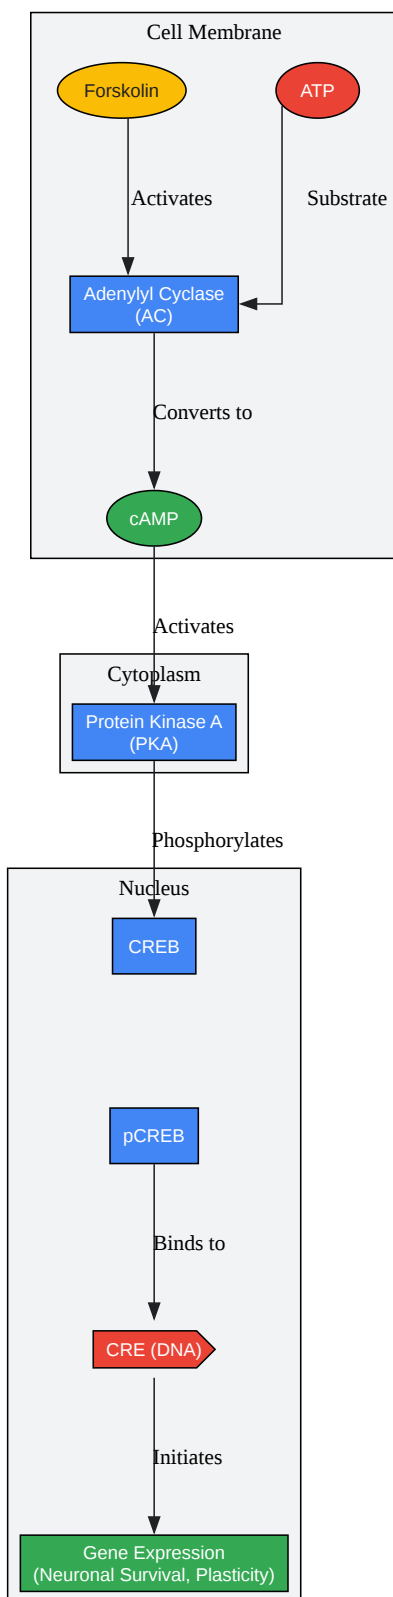 Cell Membrane
Forskolin
ATP
Activates
Substrate
Adenylyl Cyclase
(AC)
Converts to
cAMP
Activates
Cytoplasm
Protein Kinase A
(PKA)
Phosphorylates
Nucleus
CREB
pCREB
Binds to
CRE (DNA)
Initiates
Gene Expression
(Neuronal Survival, Plasticity)